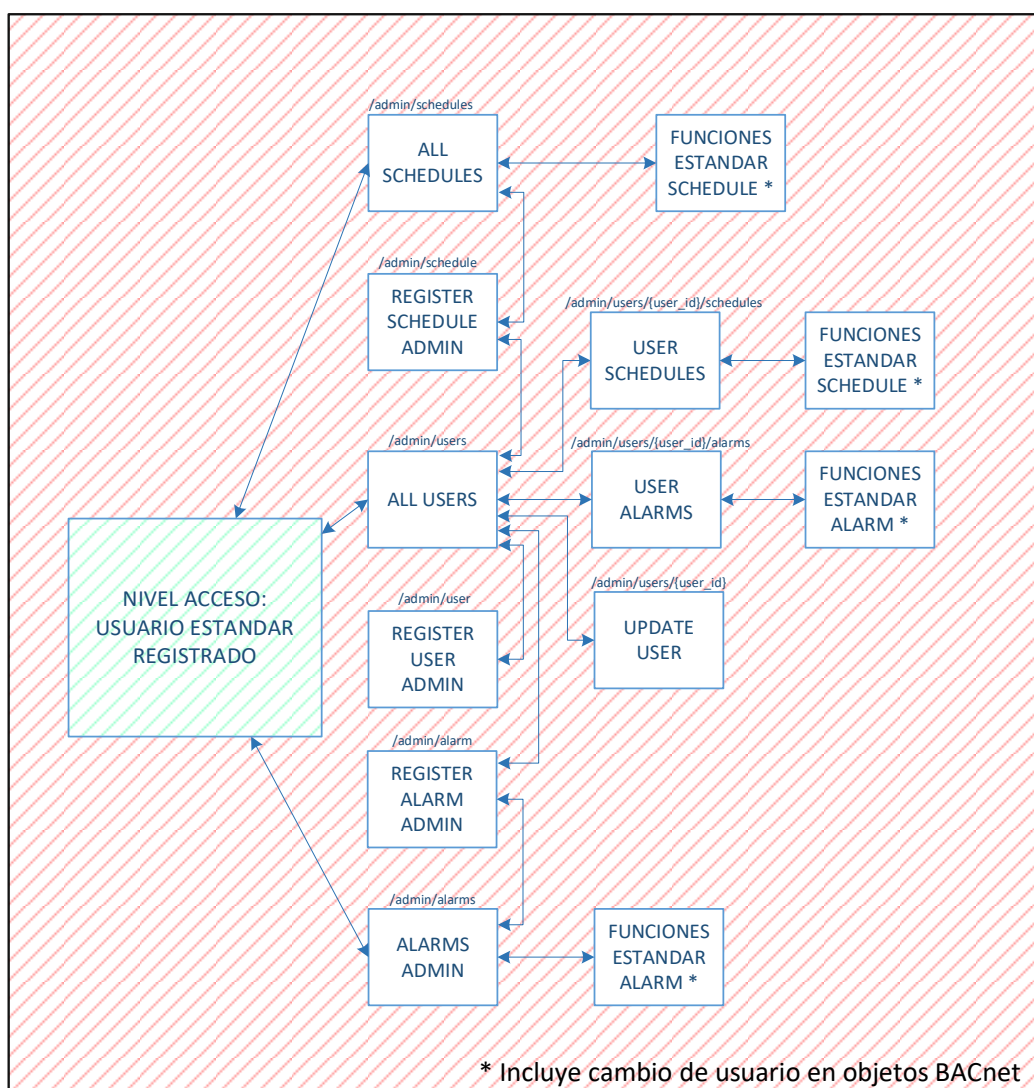 /admin/schedules
ALL
SCHEDULES
FUNCIONES
ESTANDAR
SCHEDULE *
/admin/schedule
REGISTER
SCHEDULE
ADMIN
/admin/users/{user_id}/schedules
USER
SCHEDULES
FUNCIONES
ESTANDAR
SCHEDULE *
/admin/users
ALL USERS
/admin/users/{user_id}/alarms
USER
ALARMS
FUNCIONES
ESTANDAR
ALARM *
NIVEL ACCESO:
USUARIO ESTANDAR
REGISTRADO
/admin/users/{user_id}
UPDATE
USER
/admin/user
REGISTER
USER
ADMIN
/admin/alarm
REGISTER
ALARM
ADMIN
/admin/alarms
ALARMS
ADMIN
FUNCIONES
ESTANDAR
ALARM *
* Incluye cambio de usuario en objetos BACnet